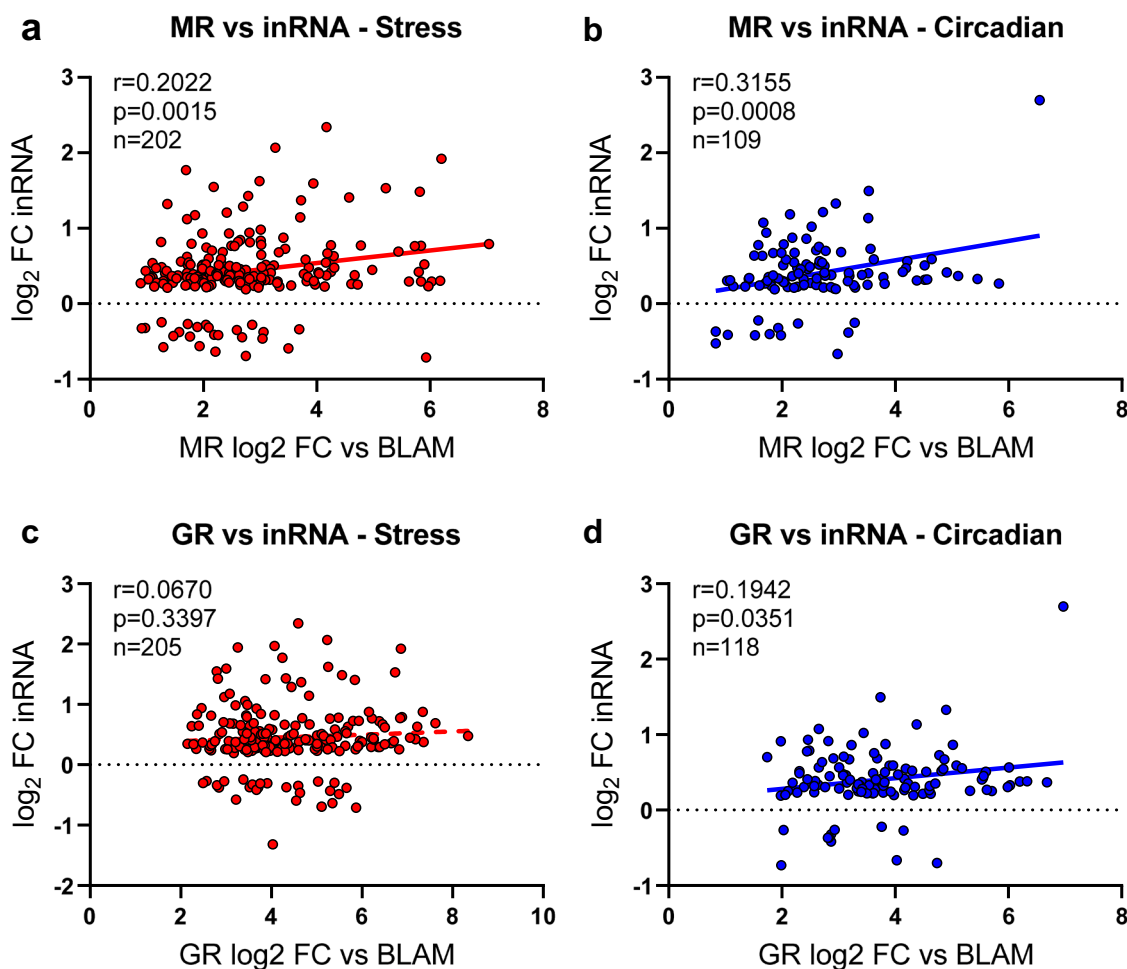 a
MR vs inRNA - Stress
r=0.2022
p=0.0015
n=202
3
2
1
0
-1
log2 FC inRNA
0 2 4 6 8
MR log2 FC vs BLAM
b
MR vs inRNA - Circadian
r=0.3155
p=0.0008
n=109
3
2
1
0
-1
log2 FC inRNA
0 2 4 6 8
MR log2 FC vs BLAM
c
GR vs inRNA - Stress
r=0.0670
p=0.3397
n=205
3
2
1
0
-1
-2
log2 FC inRNA
0 2 4 6 8 10
GR log2 FC vs BLAM
d
GR vs inRNA - Circadian
r=0.1942
p=0.0351
n=118
3
2
1
0
-1
log2 FC inRNA
0 2 4 6 8
GR log2 FC vs BLAM